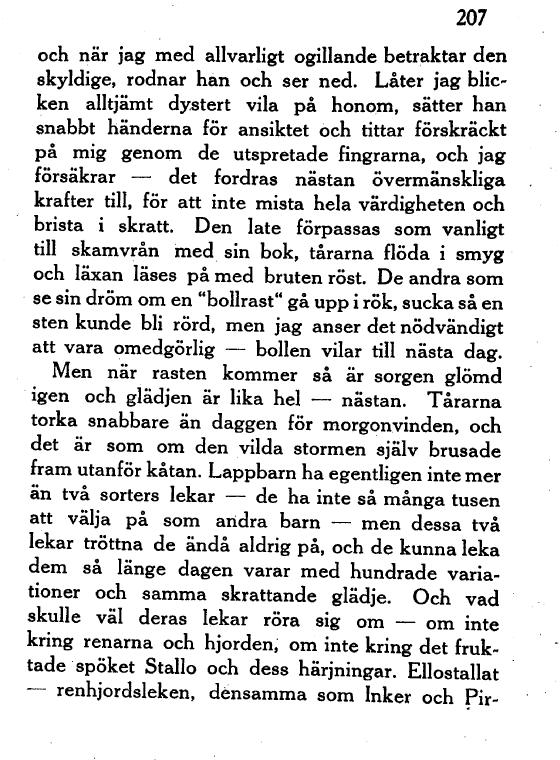 207
och när jag med allvarligt ogillande betraktar den
skyldige, rodnar han och ser ned. Låter jag blic-
ken alltjämt dystert vila på honom, sätter han
snabbt händerna för ansiktet och tittar förskräckt
på mig genom de utspretade fingrarna, och jag
försäkrar — det fordras nästan övermänskliga
krafter till, för att inte mista hela värdigheten och
brista i skratt. Den late förpassas som vanligt
till skamvrån med sin bok, tårarna flöda i smyg
och läxan läses på med bruten röst. De andra som
se sin dröm om en "bollrast" gå upp i rök, sucka så en
sten kunde bli rörd, men jag anser det nödvändigt
att vara omedgörlig — bollen vilar till nästa dag.
Men när rasten kommer så är sorgen glömd
igen och glädjen är lika hel — nästan. Tårarna
torka snabbare än daggen för morgonvinden, och
det är som om den vilda stormen själv brusade
fram utanför kåtan. Lappbarn ha egentligen inte mer
än två sorters lekar — de ha inte så många tusen
att välja på som andra barn — men dessa två
lekar tröttna de ändå aldrig på, och de kunna leka
dem så länge dagen varar med hundrade varia-
tioner och samma skrattande glädje. Och vad
skulle väl deras lekar röra sig om — om inte
kring renarna och hjorden, om inte kring det fruk-
tade spöket Stallo och dess härjningar. Ellostallat
— renhjordsleken, densamma som Inker och Pir-